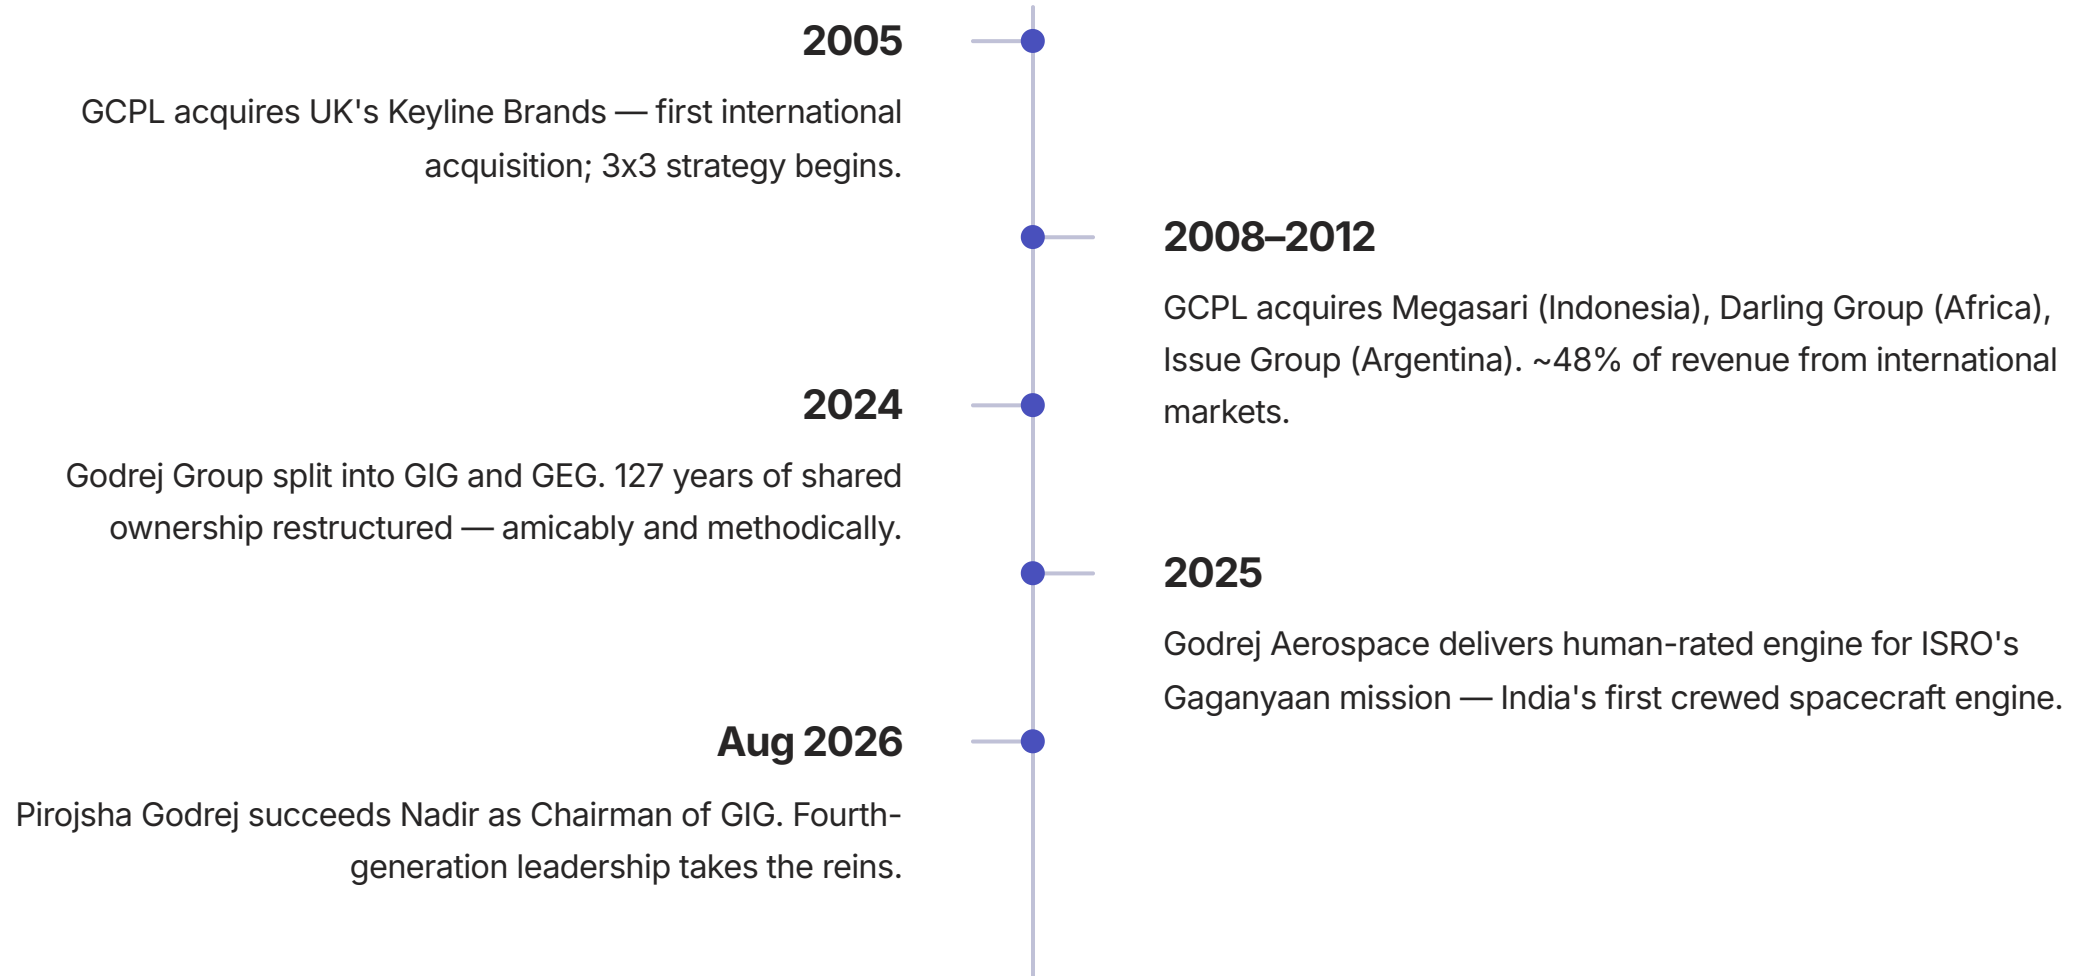 2005
GCPL acquires UK's Keyline Brands — first international
acquisition; 3x3 strategy begins.
2008–2012
GCPL acquires Megasari (Indonesia), Darling Group (Africa),
Issue Group (Argentina). ~48% of revenue from international
markets.
2024
Godrej Group split into GIG and GEG. 127 years of shared
ownership restructured — amicably and methodically.
2025
Godrej Aerospace delivers human-rated engine for ISRO's
Gaganyaan mission — India's first crewed spacecraft engine.
Aug 2026
Pirojsha Godrej succeeds Nadir as Chairman of GIG. Fourth-
generation leadership takes the reins.